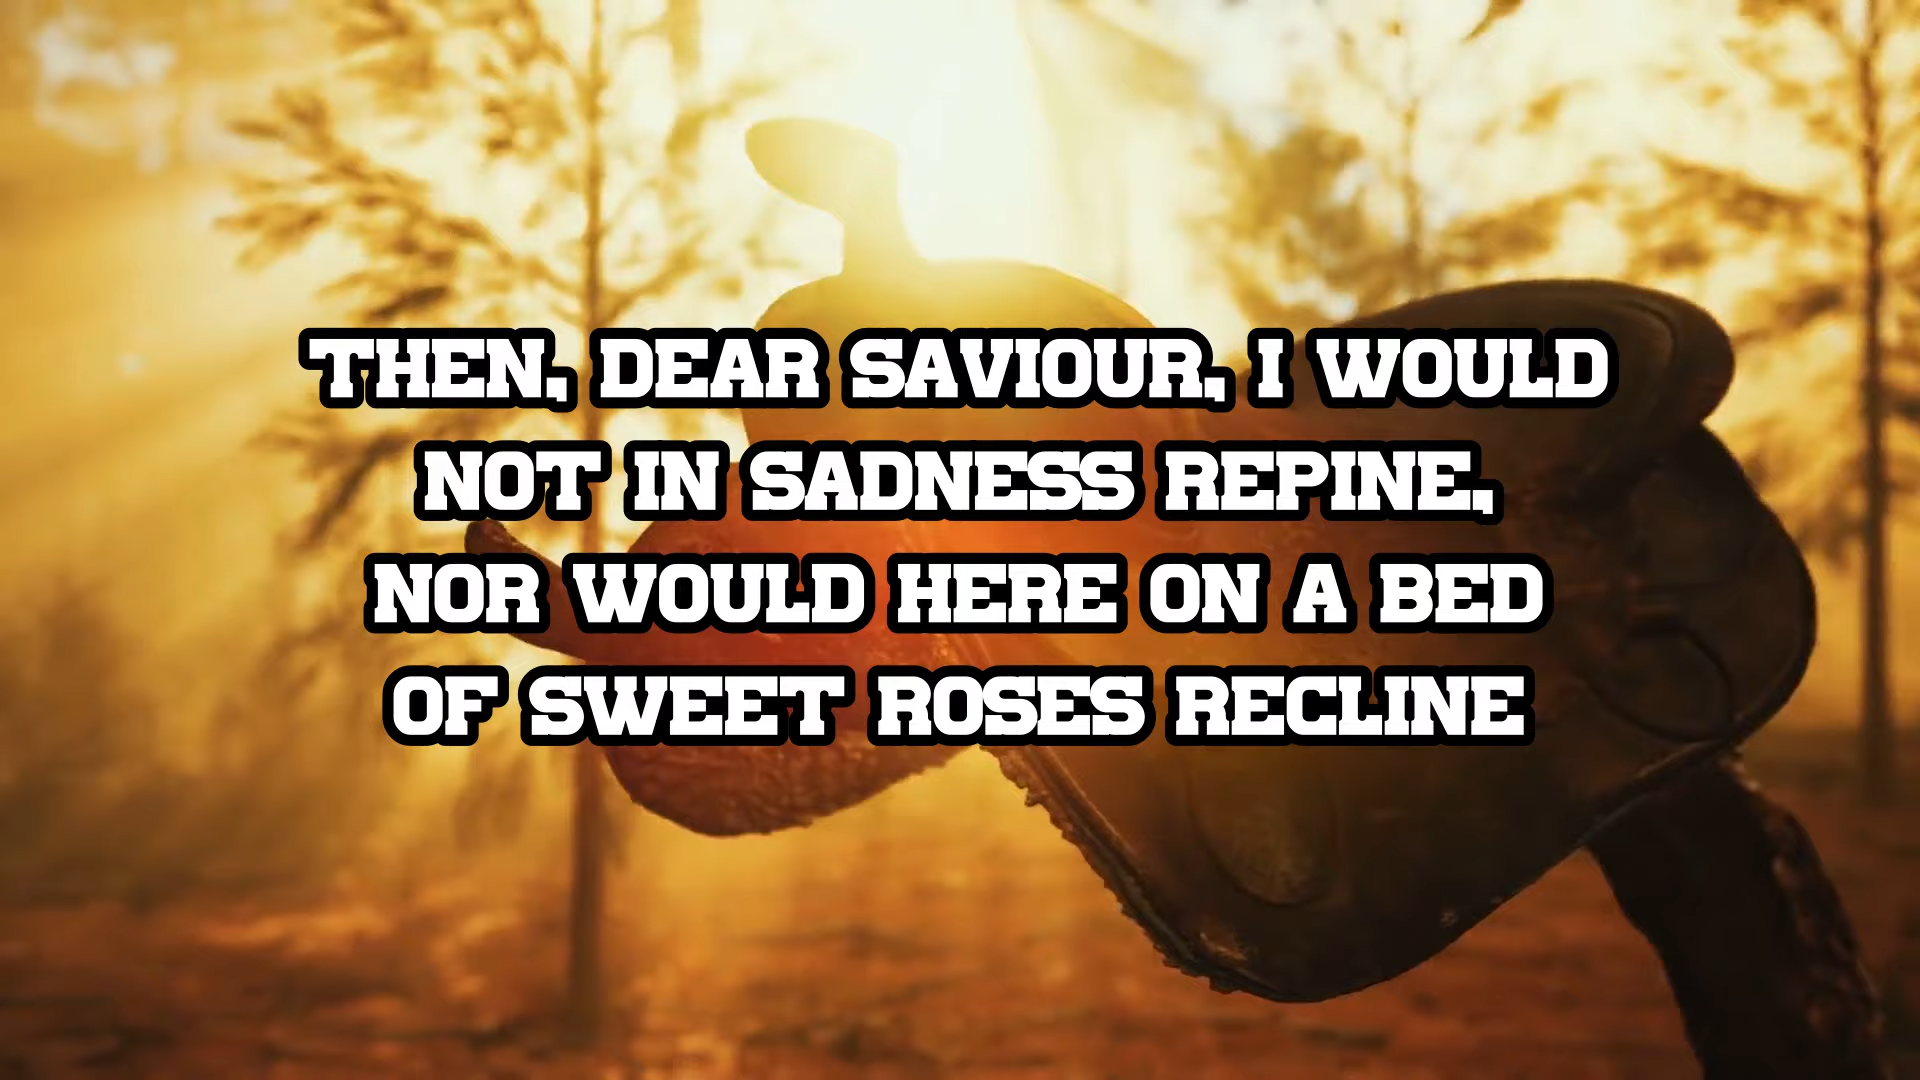 THEN, DEAR SAVIOUR, I WOULD
NOT IN SADNESS REPINE,
NOR WOULD HERE ON A BED
OF SWEET ROSES RECLINE